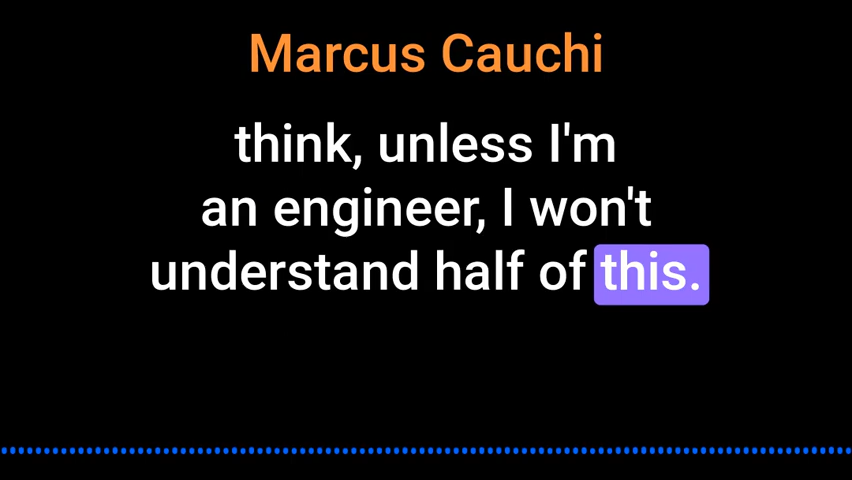 Marcus Cauchi
think, unless I'm
an engineer, I won't
understand half of this.